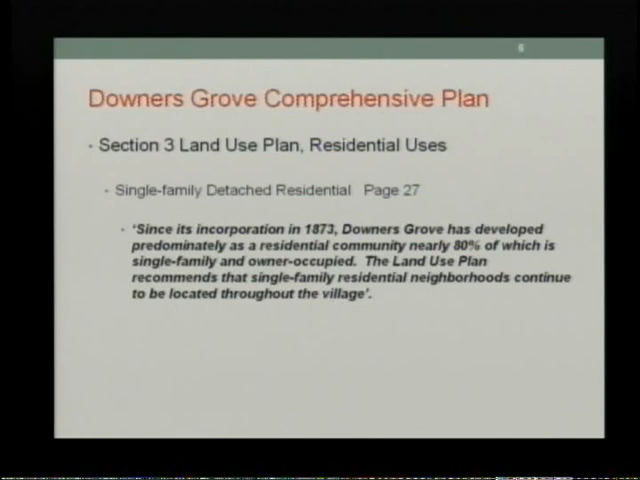 6
Downers Grove Comprehensive Plan
• Section 3 Land Use Plan, Residential Uses
• Single-family Detached Residential Page 27
• 'Since its incorporation in 1873, Downers Grove has developed
predominately as a residential community nearly 80% of which is
single-family and owner-occupied. The Land Use Plan
recommends that single-family residential neighborhoods continue
to be located throughout the village'.